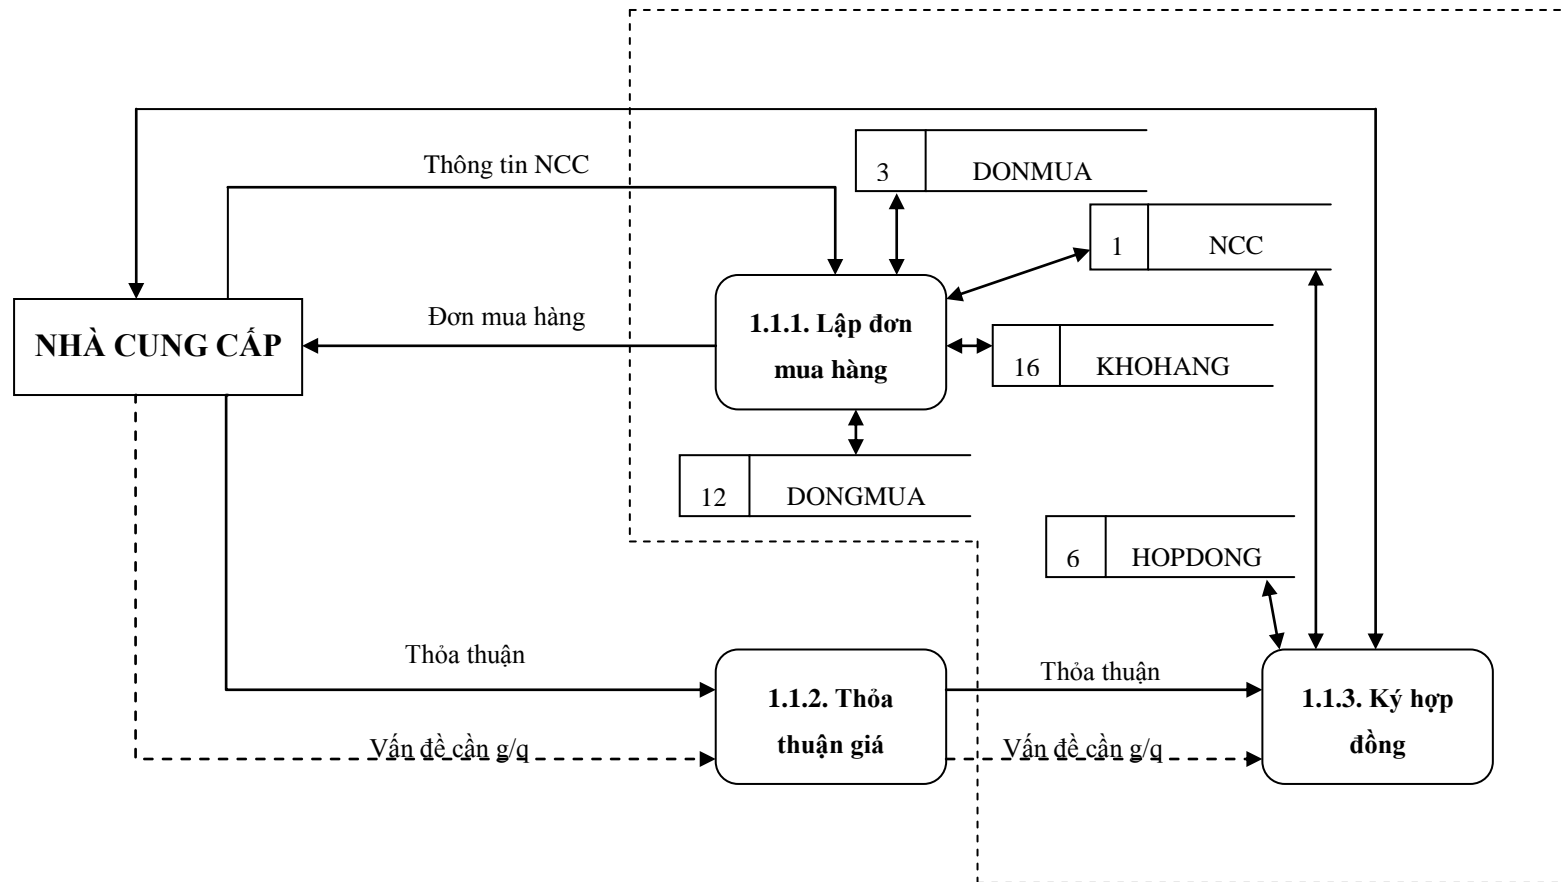 Thông tin NCC
3 DONMUA
1 NCC
NHÀ CUNG CẤP
Đơn mua hàng
1.1.1. Lập đơn
mua hàng
16 KHOHANG
12 DONGMUA
6 HOPDONG
Thỏa thuận
1.1.2. Thỏa
thuận giá
Thỏa thuận
1.1.3. Ký hợp
đồng
Vấn đề cần g/q
Vấn đề cần g/q